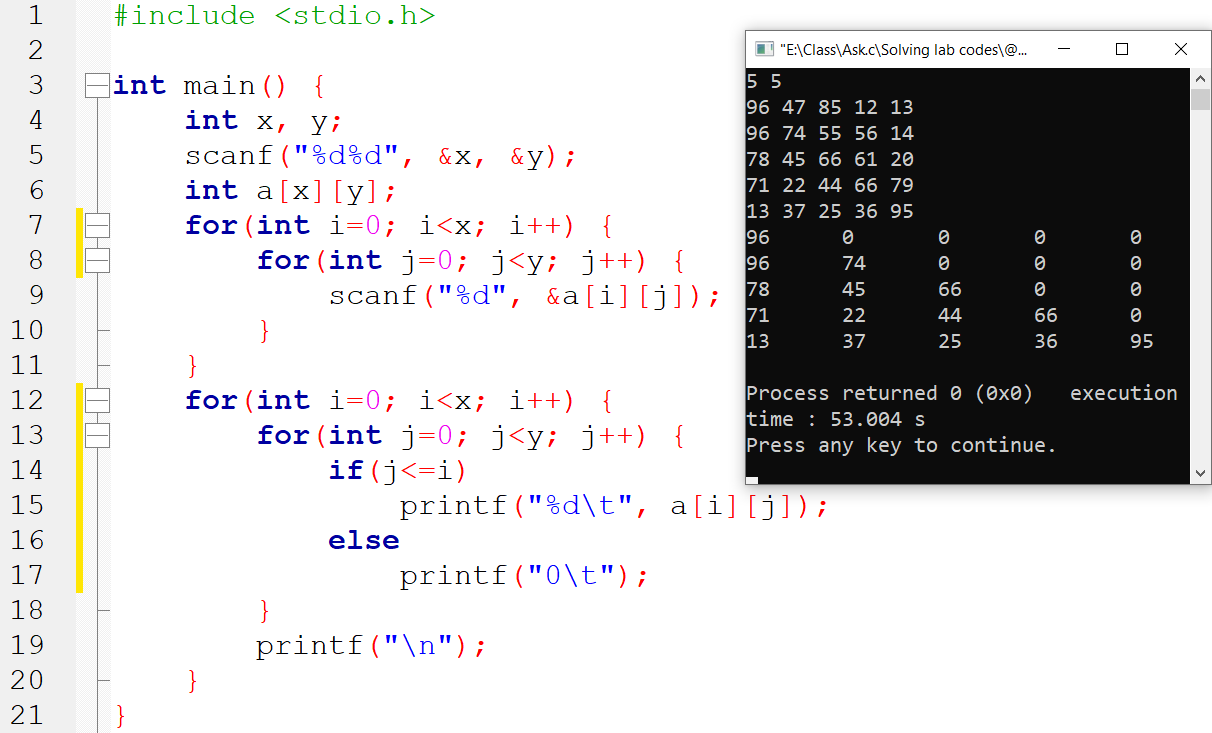 1 #include <stdio.h>
2
3 int main() {
4     int x, y;
5     scanf("%d%d", &x, &y);
6     int a[x][y];
7     for(int i=0; i<x; i++) {
8         for(int j=0; j<y; j++) {
9             scanf("%d", &a[i][j]);
10         }
11     }
12     for(int i=0; i<x; i++) {
13         for(int j=0; j<y; j++) {
14             if(j<=i)
15                 printf("%d\t", a[i][j]);
16             else
17                 printf("0\t");
18         }
19         printf("\n");
20     }
21 }
"E:\Class\Ask.c\Solving lab codes\@...
5 5
96 47 85 12 13
96 74 55 56 14
78 45 66 61 20
71 22 44 66 79
13 37 25 36 95
96      0       0       0       0
96      74      0       0       0
78      45      66      0       0
71      22      44      66      0
13      37      25      36      95
Process returned 0 (0x0)   execution
time : 53.004 s
Press any key to continue.